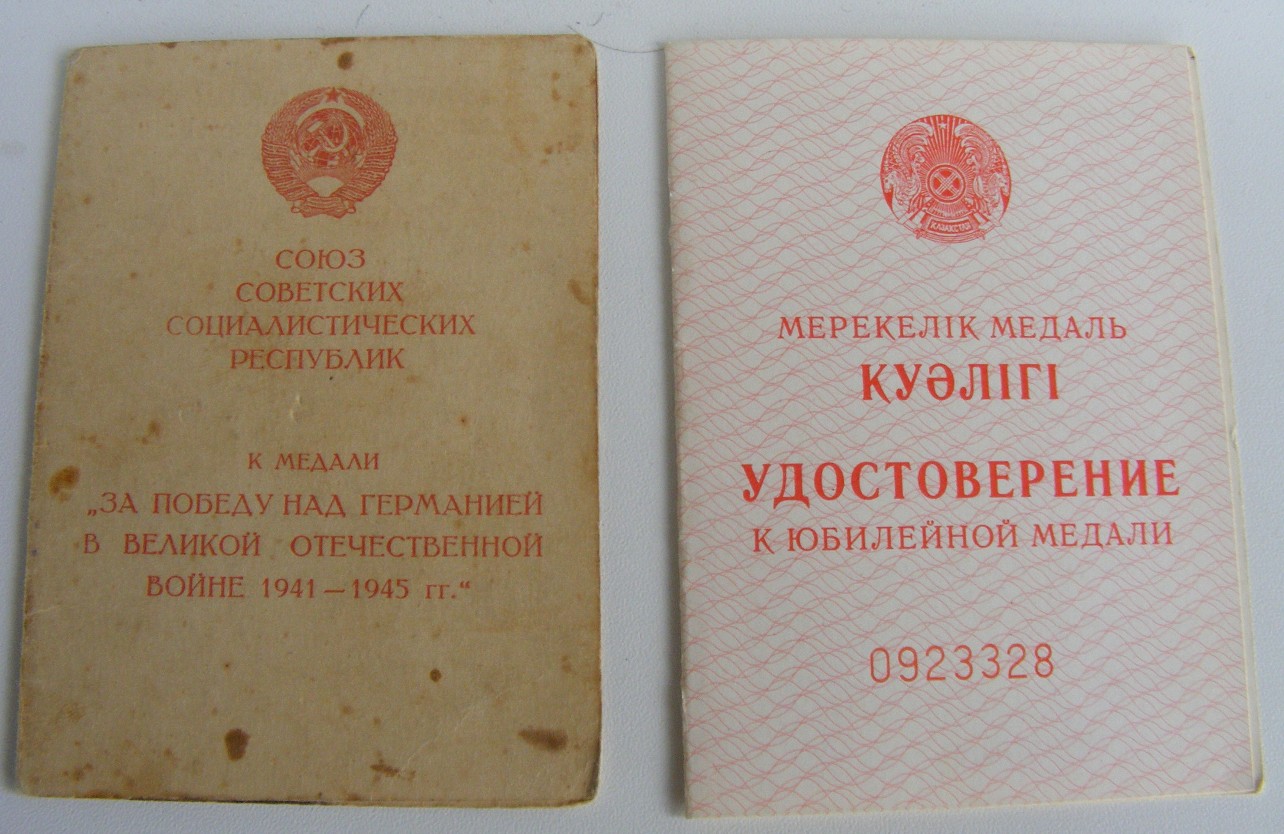 СОЮЗ
СОВЕТСКИХ
СОЦИАЛИСТИЧЕСКИХ
РЕСПУБЛИК
К МЕДАЛИ
„ЗА ПОБЕДУ НАД ГЕРМАНИЕЙ
В ВЕЛИКОЙ ОТЕЧЕСТВЕННОЙ
ВОЙНЕ 1941 — 1945 гг.“
ҚАЗАҚСТАН
МЕРЕКЕЛІК МЕДАЛЬ
КУӘЛІГІ
УДОСТОВЕРЕНИЕ
К ЮБИЛЕЙНОЙ МЕДАЛИ
0923328